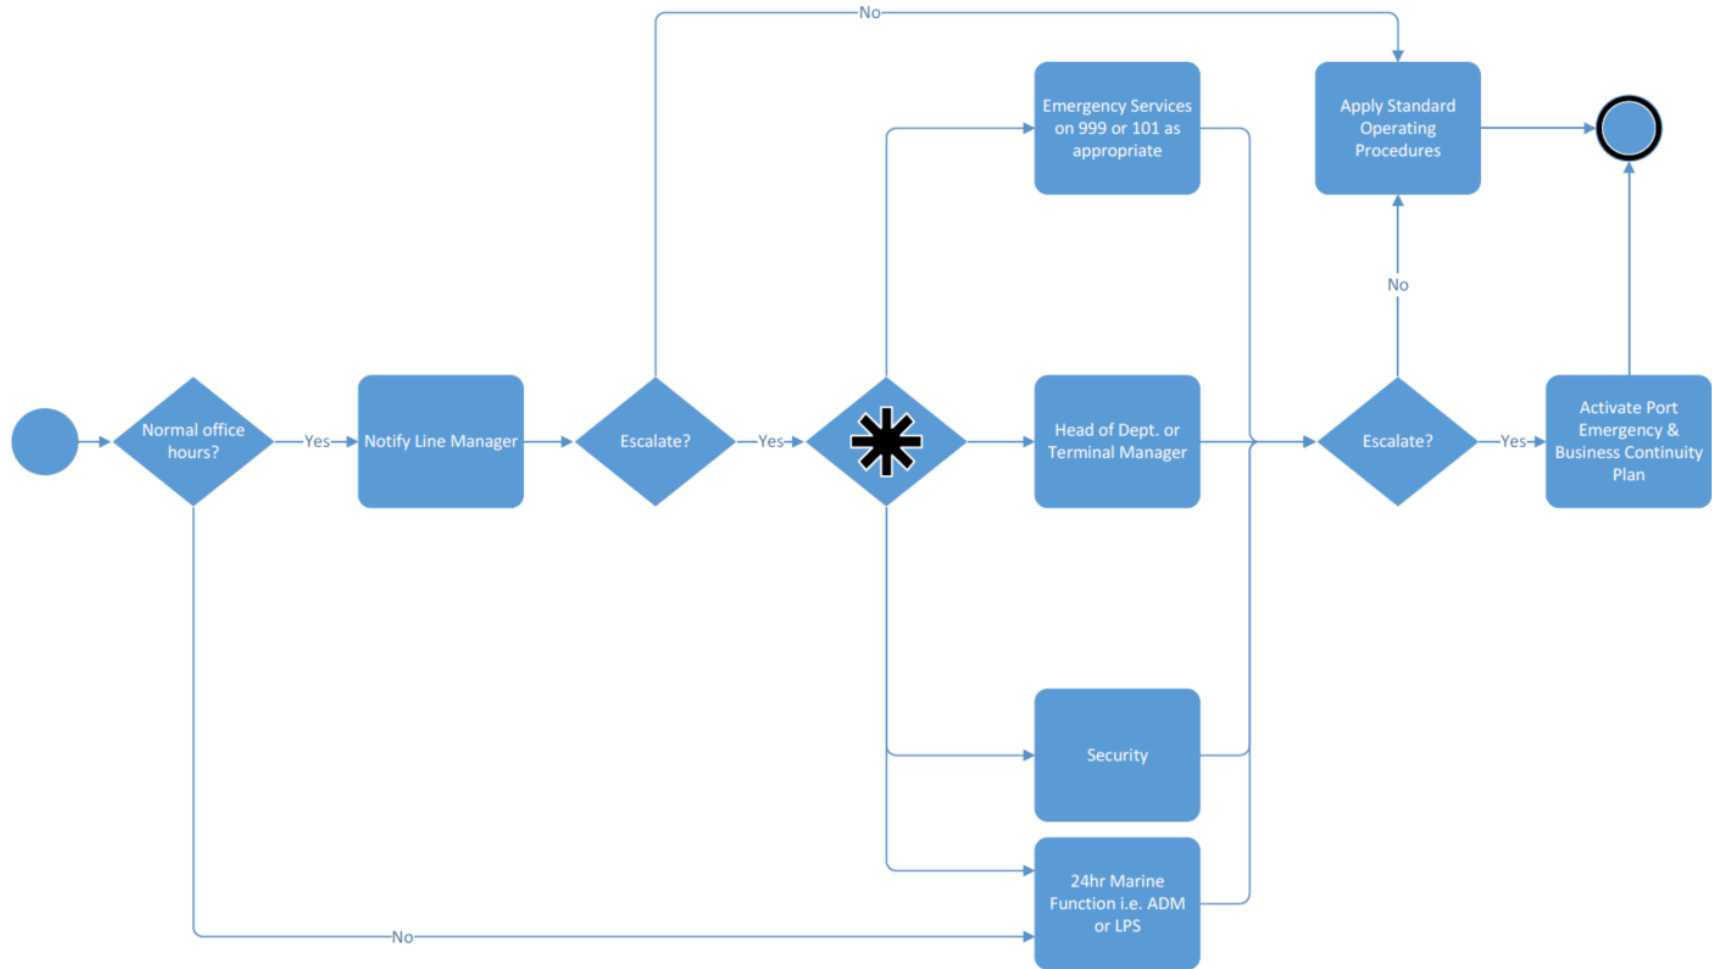 No
Emergency Services
on 999 or 101 as
appropriate
Apply Standard
Operating
Procedures
No
Normal office
hours?
Yes
Notify Line Manager
Escalate?
Yes
Head of Dept. or
Terminal Manager
Escalate?
Yes
Activate Port
Emergency &
Business Continuity
Plan
Security
24hr Marine
Function i.e. ADM
or LPS
No